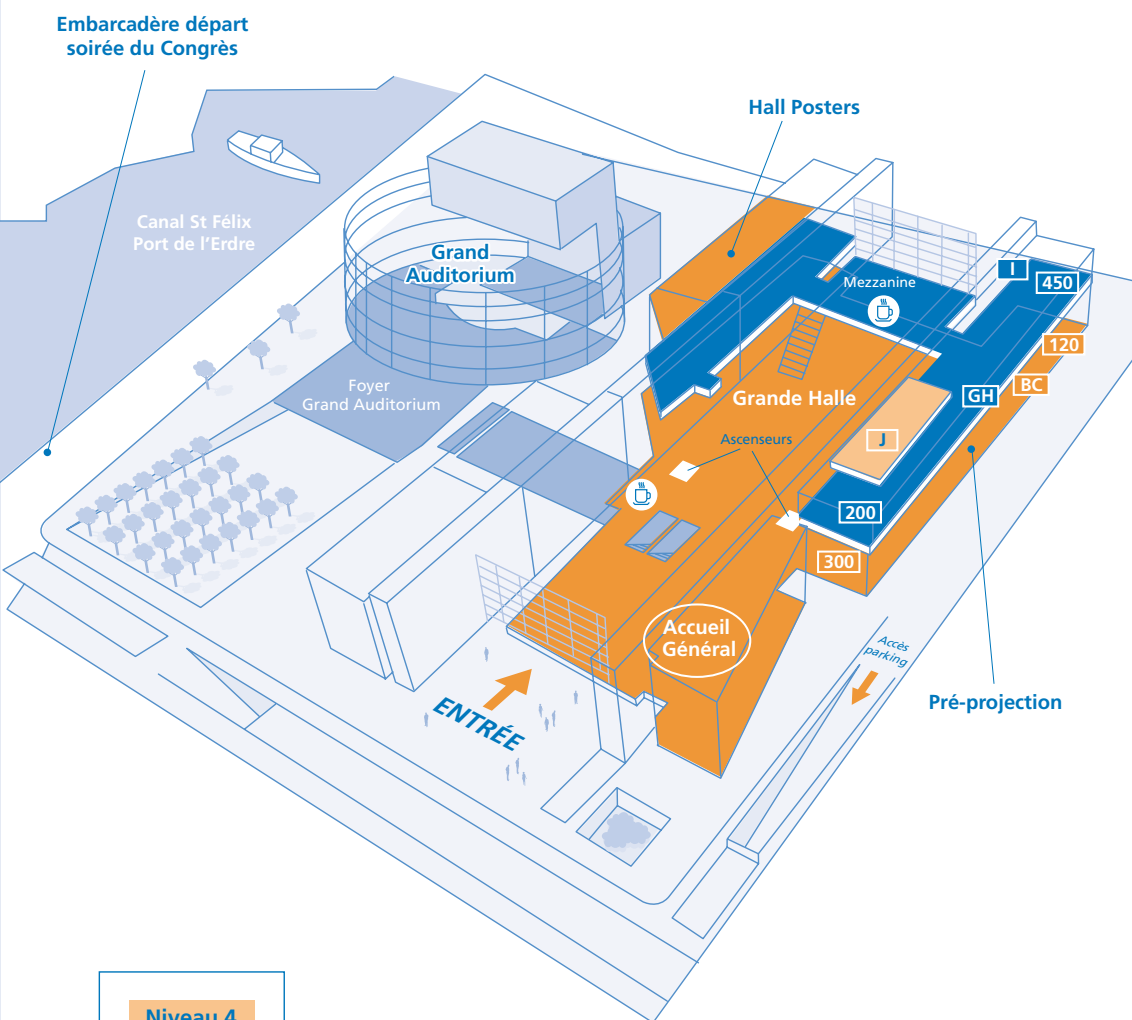 Embarcadère départ
soirée du Congrès
Hall Posters
Canal St Félix
Port de l'Erdre
Grand
Auditorium
Mezzanine
I
450
120
BC
GH
Foyer
Grand Auditorium
Grande Halle
J
Ascenseurs
200
300
Accueil
Général
Accès
parking
Pré-projection
ENTRÉE
Niveau 4